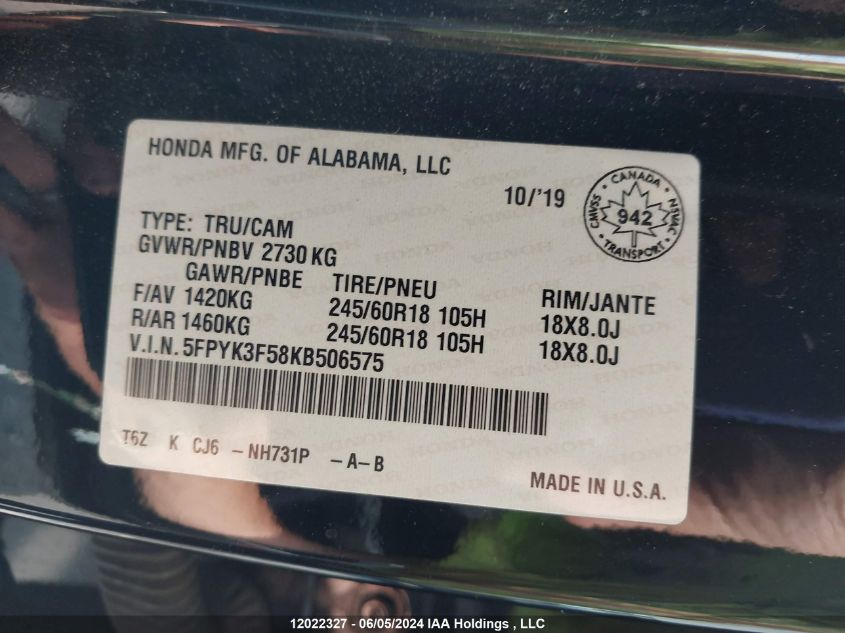 HONDA MFG. OF ALABAMA, LLC
10/'19
CANADA
CMVSS
942
NSVAC
TRANSPORT
TYPE: TRU/CAM
GVWR/PNBV 2730 KG
GAWR/PNBE TIRE/PNEU RIM/JANTE
F/AV 1420KG 245/60R18 105H 18X8.0J
R/AR 1460KG 245/60R18 105H 18X8.0J
V.I.N. 5FPYK3F58KB506575
T6Z K CJ6 - NH731P - A - B
MADE IN U.S.A.
12022327 - 06/05/2024 IAA Holdings , LLC